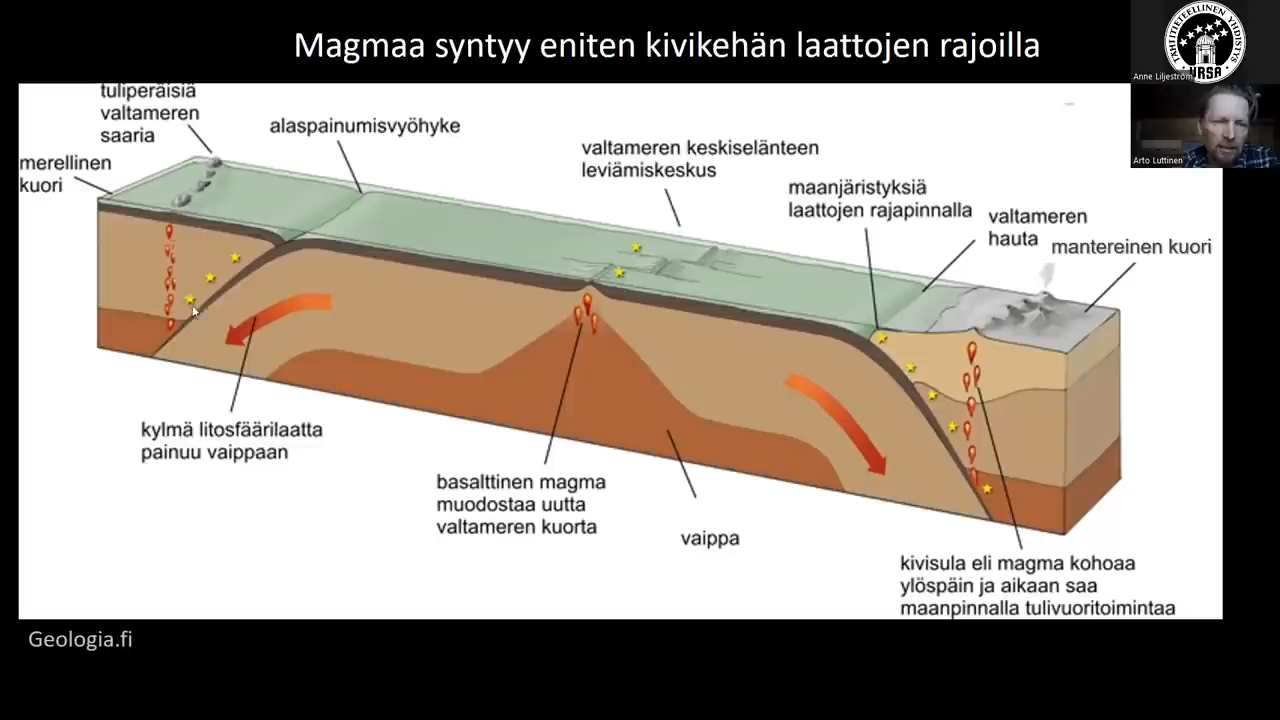 Magmaa syntyy eniten kivikehän laattojen rajoilla
TÄHTITIETEELLINEN YHDISTYS
URSA
Anne Liljeström
Arto Luttinen
tuliperäisiä
valtameren
saaria
merellinen
kuori
alaspainumisvyöhyke
valtameren keskiselänteen
leviämiskeskus
maanjäristyksiä
laattojen rajapinnalla
valtameren
hauta
mantereinen kuori
kylmä litosfäärilaatta
painuu vaippaan
basalttinen magma
muodostaa uutta
valtameren kuorta
vaippa
kivisula eli magma kohoaa
ylöspäin ja aikaan saa
maanpinnalla tulivuoritoimintaa
Geologia.fi